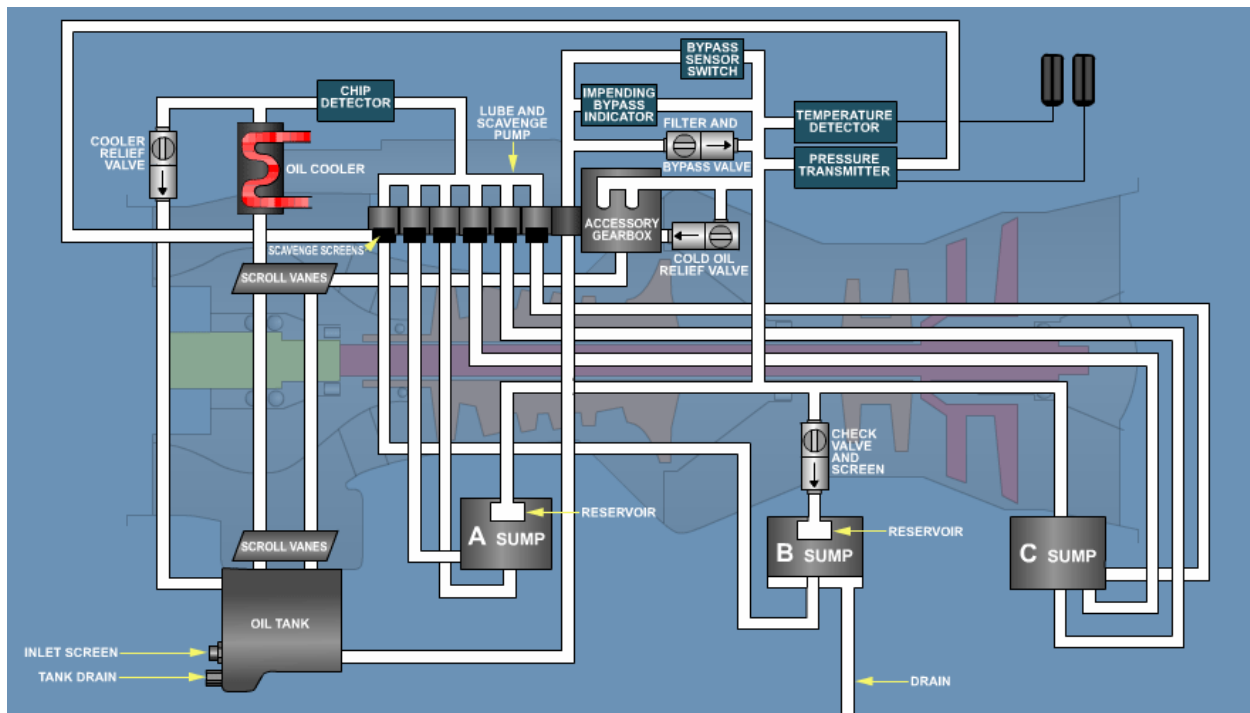 BYPASS
SENSOR
SWITCH
CHIP
DETECTOR
IMPENDING
BYPASS
INDICATOR
LUBE AND
SCAVENGE
PUMP
TEMPERATURE
DETECTOR
FILTER AND
BYPASS VALVE
COOLER
RELIEF
VALVE
OIL COOLER
PRESSURE
TRANSMITTER
ACCESSORY
GEARBOX
SCAVENGE SCREENS
COLD OIL
RELIEF VALVE
SCROLL VANES
CHECK
VALVE
AND
SCREEN
RESERVOIR
A SUMP
RESERVOIR
B SUMP
C SUMP
SCROLL VANES
OIL TANK
INLET SCREEN
TANK DRAIN
DRAIN